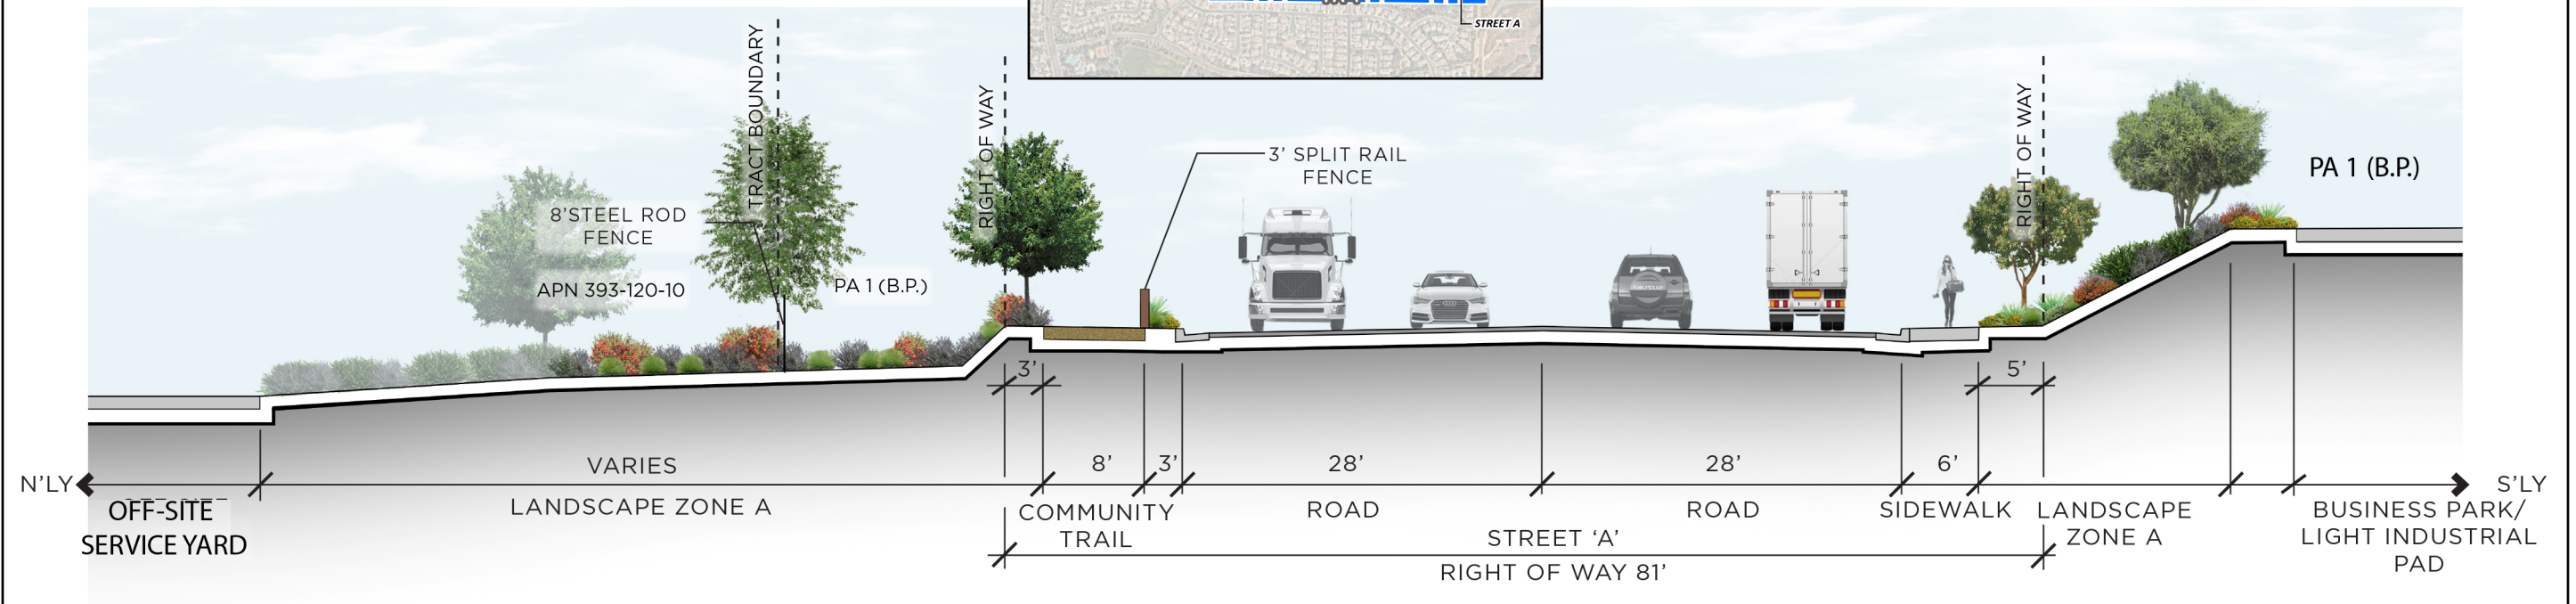 STREET A
TRACT BOUNDARY
RIGHT OF WAY
RIGHT OF WAY
3' SPLIT RAIL
FENCE
PA 1 (B.P.)
8'STEEL ROD
FENCE
APN 393-120-10
PA 1 (B.P.)
3'
5'
N'LY
VARIES
8'
3'
28'
28'
6'
S'LY
OFF-SITE
SERVICE YARD
LANDSCAPE ZONE A
COMMUNITY
TRAIL
ROAD
ROAD
SIDEWALK
LANDSCAPE
ZONE A
BUSINESS PARK/
LIGHT INDUSTRIAL
PAD
STREET 'A'
RIGHT OF WAY 81'